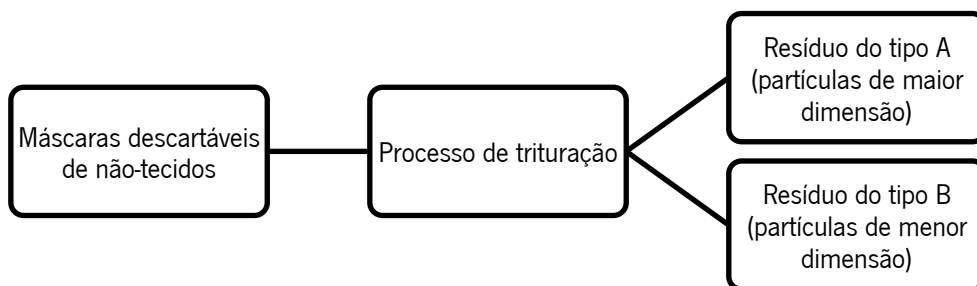 Máscaras descartáveis
de não-tecidos
Processo de trituração
Resíduo do tipo A
(partículas de maior
dimensão)
Resíduo do tipo B
(partículas de menor
dimensão)